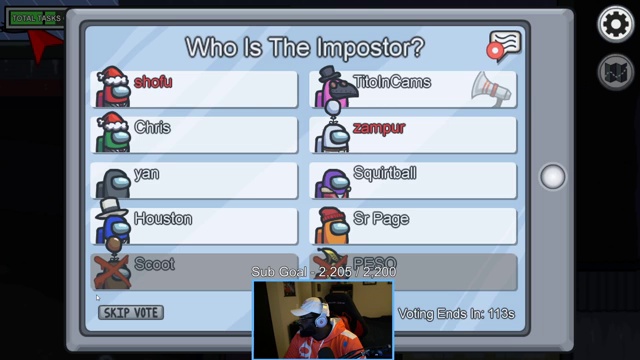 TOTAL TASKS
Who Is The Impostor?
shofu
TitoInCams
Chris
zampur
yan
Squirtball
Houston
Sr Page
Scoot
PESO
Sub Goal - 2,205 / 2,200
SKIP VOTE
Voting Ends In: 113s